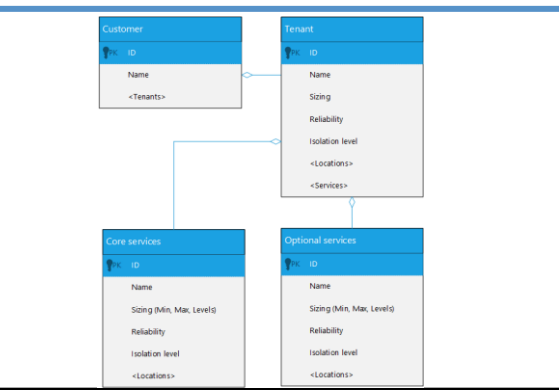 Customer
PK ID
Name
<Tenants>
Tenant
PK ID
Name
Sizing
Reliability
Isolation level
<Locations>
<Services>
Core services
PK ID
Name
Sizing (Min, Max, Levels)
Reliability
Isolation level
<Locations>
Optional services
PK ID
Name
Sizing (Min, Max, Levels)
Reliability
Isolation level
<Locations>